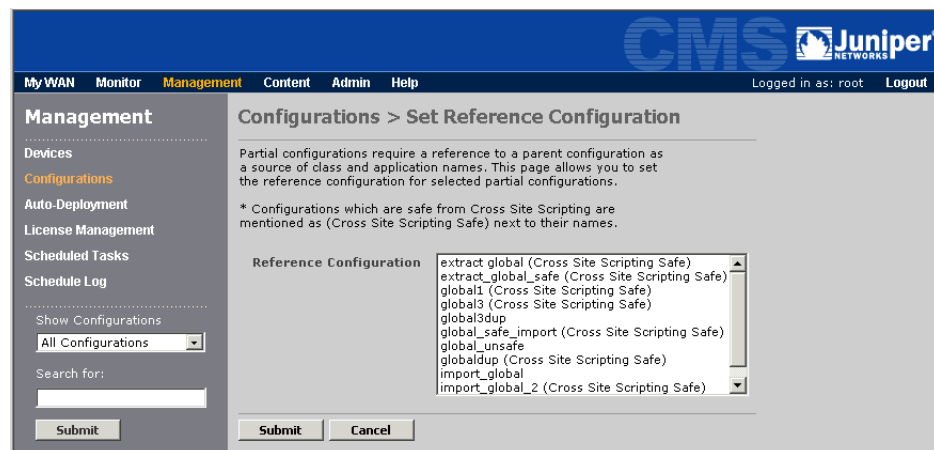 CMS
Juniper
NETWORKS
My WAN Monitor Management Content Admin Help Logged in as: root Logout
Management
Devices
Configurations
Auto-Deployment
License Management
Scheduled Tasks
Schedule Log
Show Configurations
All Configurations
Search for:
Submit
Configurations > Set Reference Configuration
Partial configurations require a reference to a parent configuration as
a source of class and application names. This page allows you to set
the reference configuration for selected partial configurations.
* Configurations which are safe from Cross Site Scripting are
mentioned as (Cross Site Scripting Safe) next to their names.
Reference Configuration
extract global (Cross Site Scripting Safe)
extract_global_safe (Cross Site Scripting Safe)
global1 (Cross Site Scripting Safe)
global3 (Cross Site Scripting Safe)
global3dup
global_safe_import (Cross Site Scripting Safe)
global_unsafe
globaldup (Cross Site Scripting Safe)
import_global
import_global_2 (Cross Site Scripting Safe)
Submit Cancel